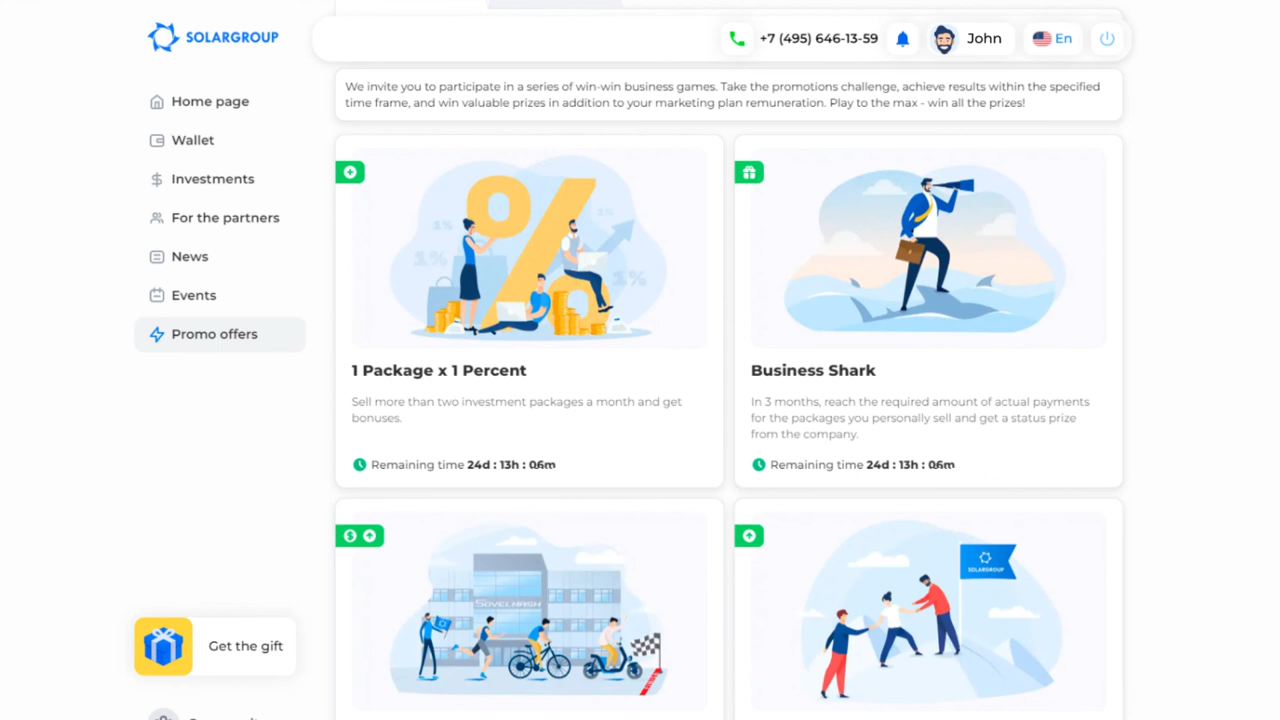 SOLARGROUP
+7 (495) 646-13-59
John
En
Home page
Wallet
Investments
For the partners
News
Events
Promo offers
Get the gift
We invite you to participate in a series of win-win business games. Take the promotions challenge, achieve results within the specified
time frame, and win valuable prizes in addition to your marketing plan remuneration. Play to the max - win all the prizes!
1%
1%
2%
1%
1 Package x 1 Percent
Sell more than two investment packages a month and get
bonuses.
Remaining time 24d : 13h : 06m
Business Shark
In 3 months, reach the required amount of actual payments
for the packages you personally sell and get a status prize
from the company.
Remaining time 24d : 13h : 06m
SOVELMASH
SOLARGROUP